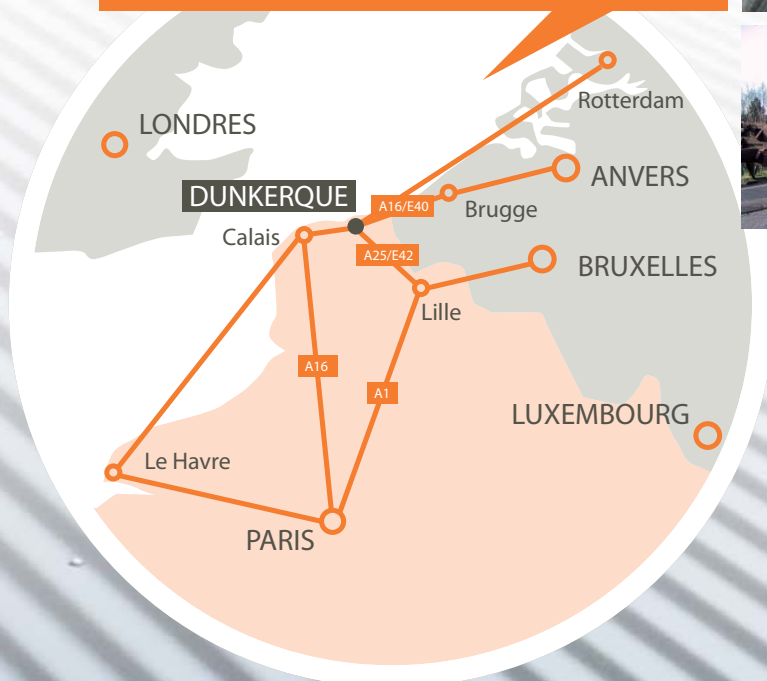 Rotterdam
LONDRES
ANVERS
DUNKERQUE
A16/E40
Brugge
Calais
A25/E42
BRUXELLES
Lille
A16
A1
LUXEMBOURG
Le Havre
PARIS